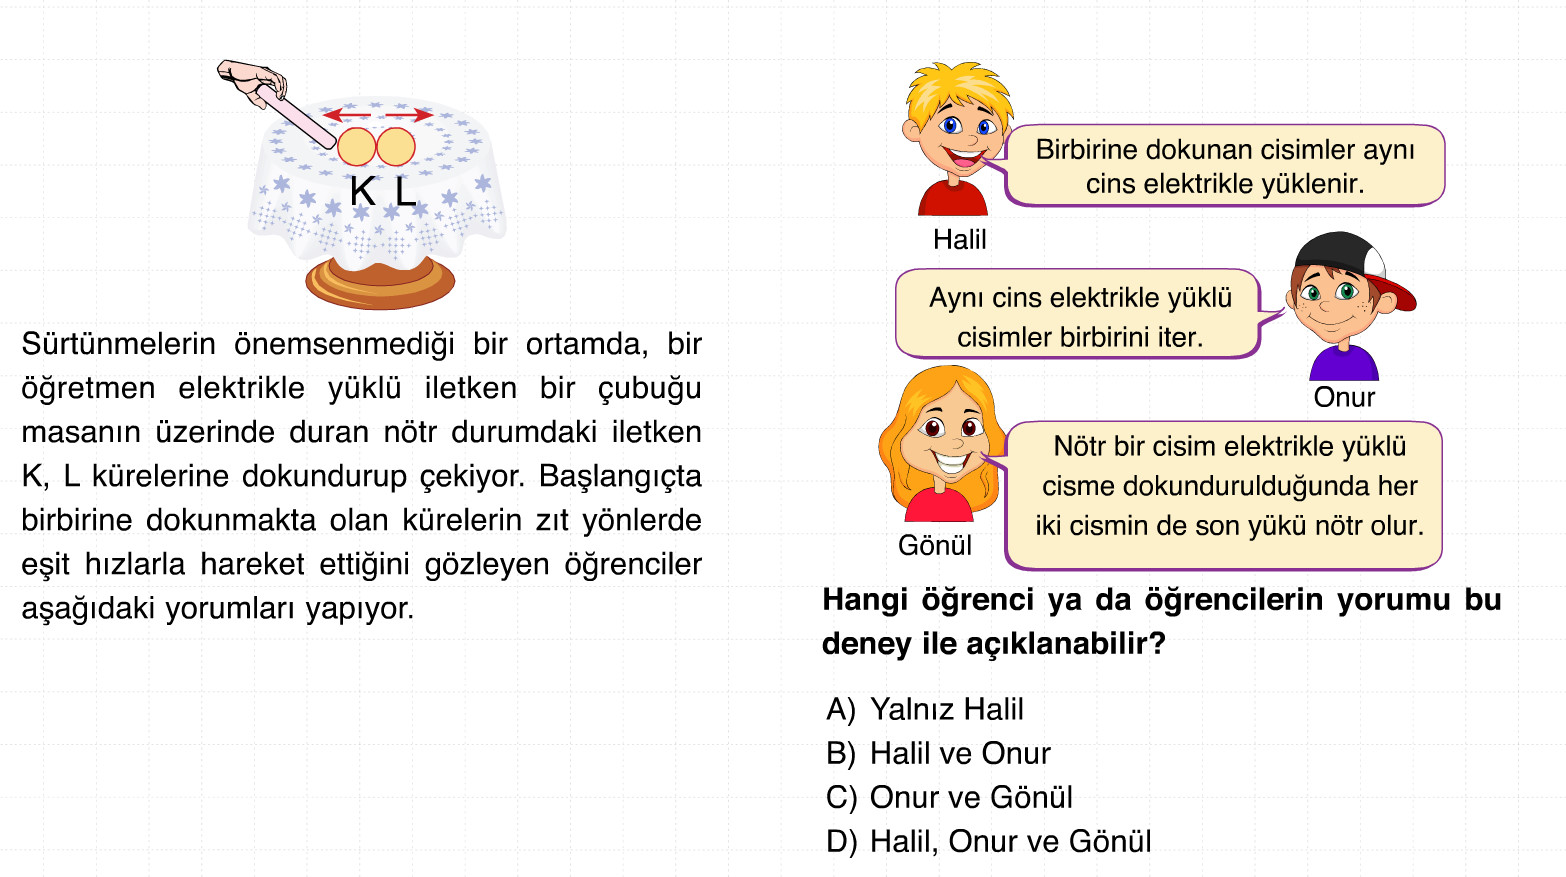 K L
Sürtünmelerin önemsenmediği bir ortamda, bir
öğretmen elektrikle yüklü iletken bir çubuğu
masanın üzerinde duran nötr durumdaki iletken
K, L kürelerine dokundurup çekiyor. Başlangıçta
birbirine dokunmakta olan kürelerin zıt yönlerde
eşit hızlarla hareket ettiğini gözleyen öğrenciler
aşağıdaki yorumları yapıyor.
Birbirine dokunan cisimler aynı
cins elektrikle yüklenir.
Halil
Aynı cins elektrikle yüklü
cisimler birbirini iter.
Onur
Nötr bir cisim elektrikle yüklü
cisme dokundurulduğunda her
iki cismin de son yükü nötr olur.
Gönül
Hangi öğrenci ya da öğrencilerin yorumu bu
deney ile açıklanabilir?
A) Yalnız Halil
B) Halil ve Onur
C) Onur ve Gönül
D) Halil, Onur ve Gönül